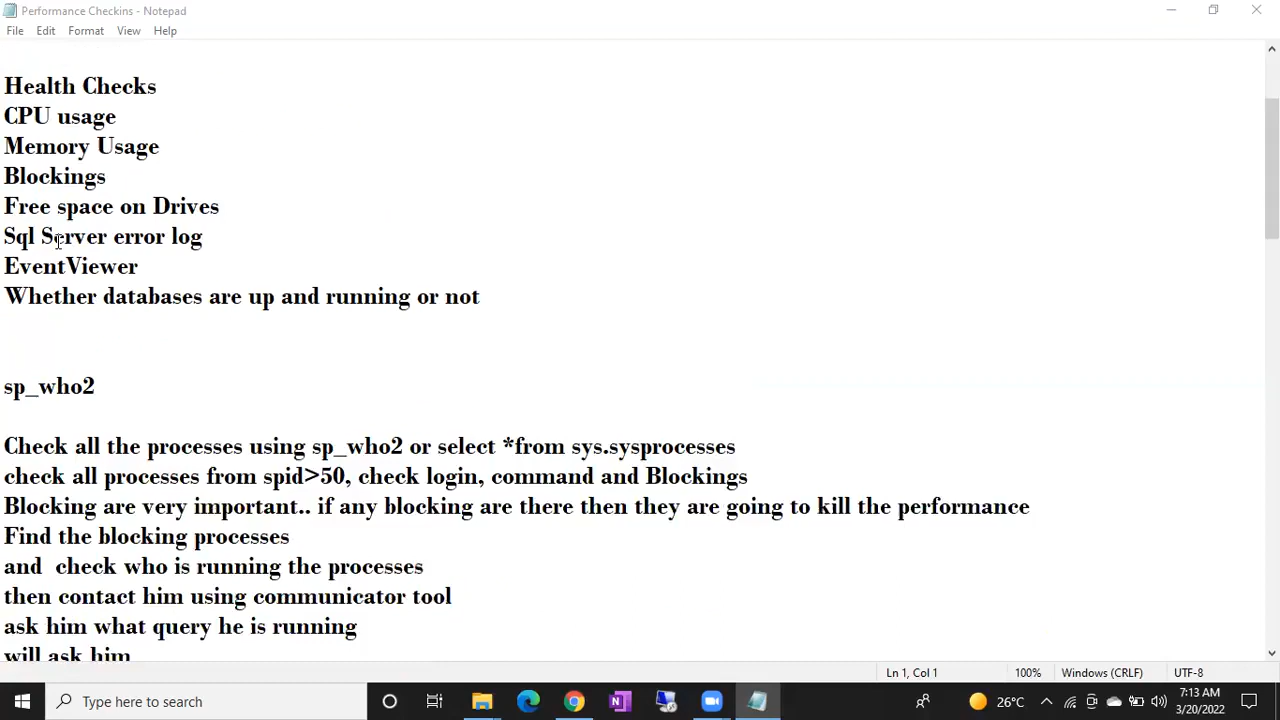 Performance Checkins - Notepad
File Edit Format View Help
Health Checks
CPU usage
Memory Usage
Blockings
Free space on Drives
Sql Server error log
EventViewer
Whether databases are up and running or not
sp_who2
Check all the processes using sp_who2 or select *from sys.sysprocesses
check all processes from spid>50, check login, command and Blockings
Blocking are very important.. if any blocking are there then they are going to kill the performance
Find the blocking processes
and  check who is running the processes
then contact him using communicator tool
ask him what query he is running
will ask him
Ln 1, Col 1 100% Windows (CRLF) UTF-8
Type here to search 26°C 7:13 AM
3/20/2022